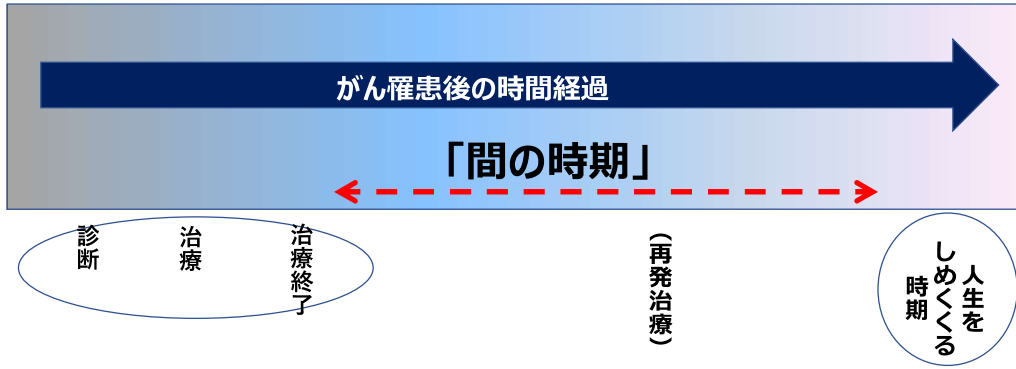 がん罹患後の時間経過
「間の時期」
診断
治療
治療終了
（再発治療）
人生を
しめくくる
時期